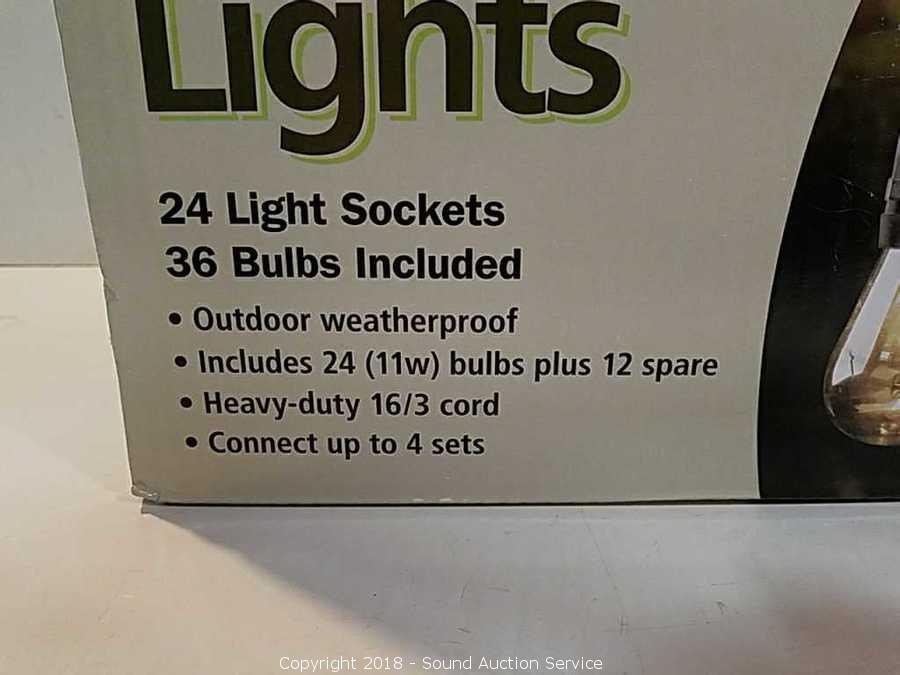 Lights
24 Light Sockets
36 Bulbs Included
• Outdoor weatherproof
• Includes 24 (11w) bulbs plus 12 spare
• Heavy-duty 16/3 cord
• Connect up to 4 sets
Copyright 2018 - Sound Auction Service